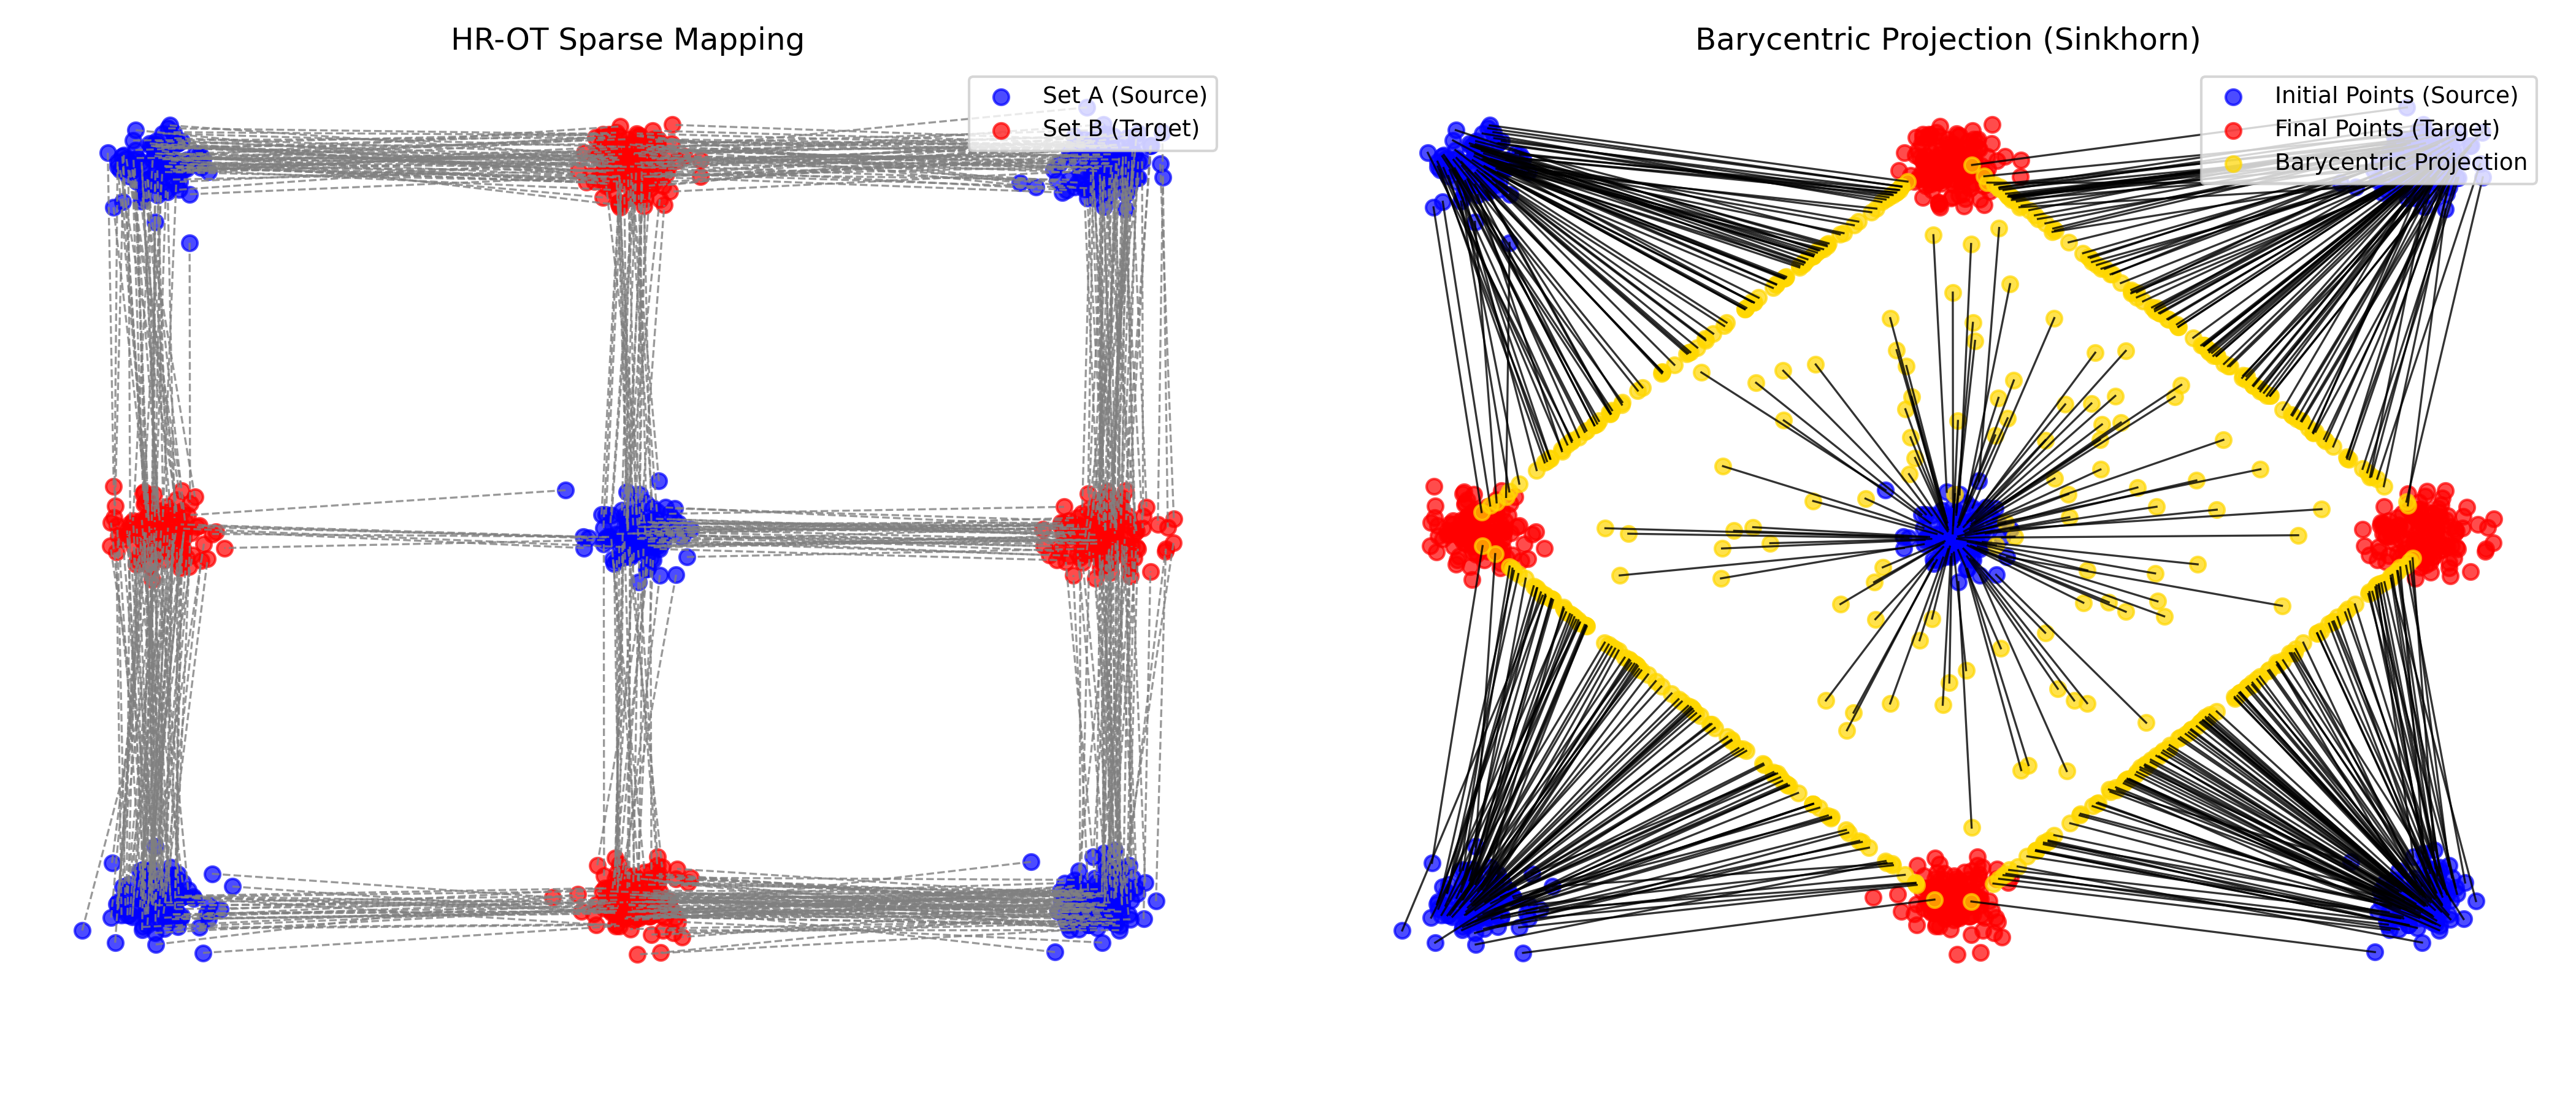 HR-OT Sparse Mapping
Set A (Source)
Set B (Target)
Barycentric Projection (Sinkhorn)
Initial Points (Source)
Final Points (Target)
Barycentric Projection